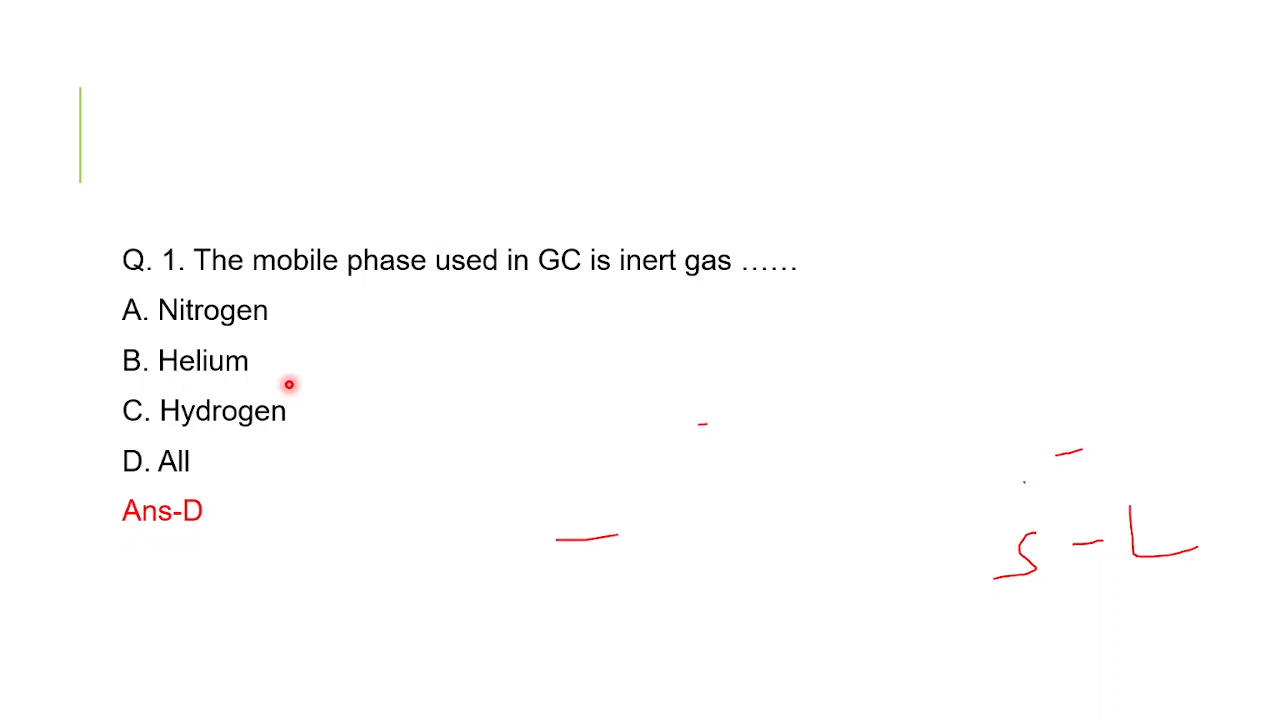 Q. 1. The mobile phase used in GC is inert gas ……
A. Nitrogen
B. Helium
C. Hydrogen
D. All
Ans-D
S - L